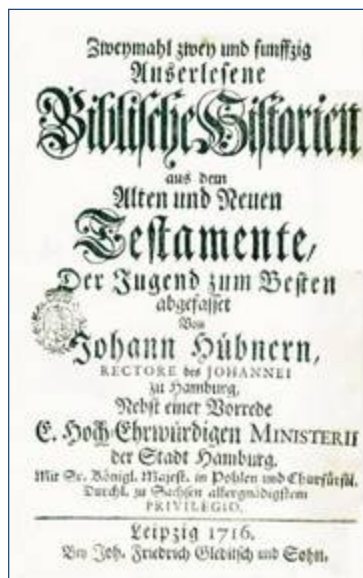 Zweymahl zwey und funffzig
Auserlesene
Biblische Historien
aus dem
Alten und Neuen
Testamente,
Der Jugend zum Besten
abgefasset
Von
Johann Hübnern,
RECTORE des JOHANNEI
zu Hamburg,
Nebst einer Vorrede
E. Hoch-Ehrwürdigen MINISTERII
der Stadt Hamburg.
Mit Sr. Königl. Majest. in Pohlen und Churfürstl.
Durchl. zu Sachsen allergnädigstem
PRIVILEGIO.
Leipzig 1716.
Bey Joh. Friedrich Gleditsch und Sohn.